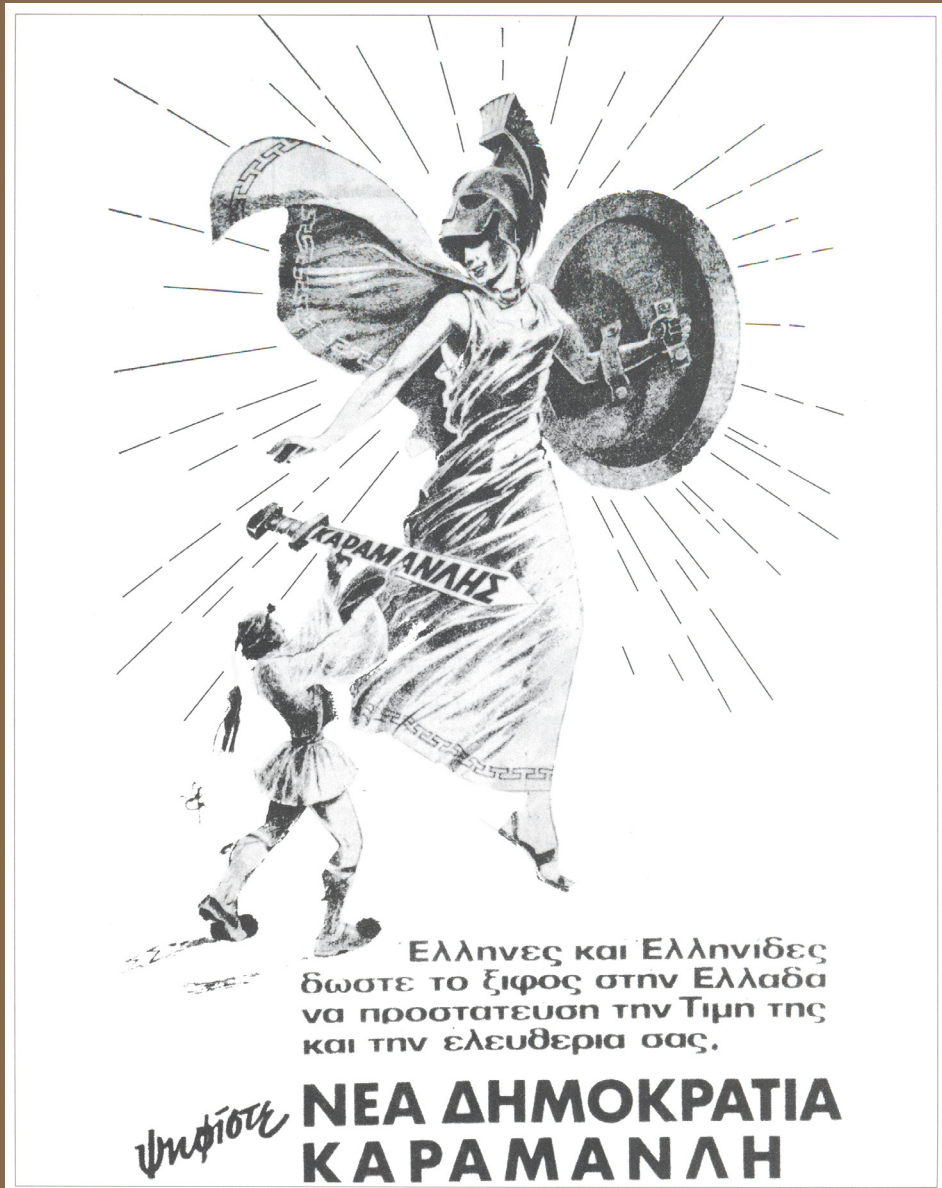 ΚΑΡΑΜΑΝΛΗΣ
Ελληνες και Ελληνιδες
δωστε το ξιφος στην Ελλαδα
να προστατευση την Τιμη της
και την ελευθερια σας.
ψηφίστε ΝΕΑ ΔΗΜΟΚΡΑΤΙΑ
ΚΑΡΑΜΑΝΛΗ